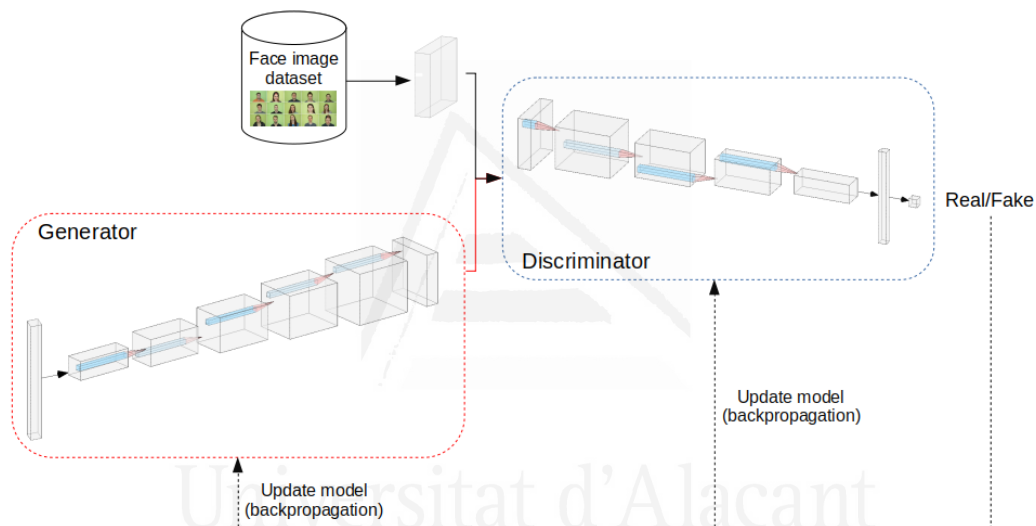 Face image
dataset
Generator
Discriminator
Real/Fake
Update model
(backpropagation)
Update model
(backpropagation)
Universitat d'Alacant